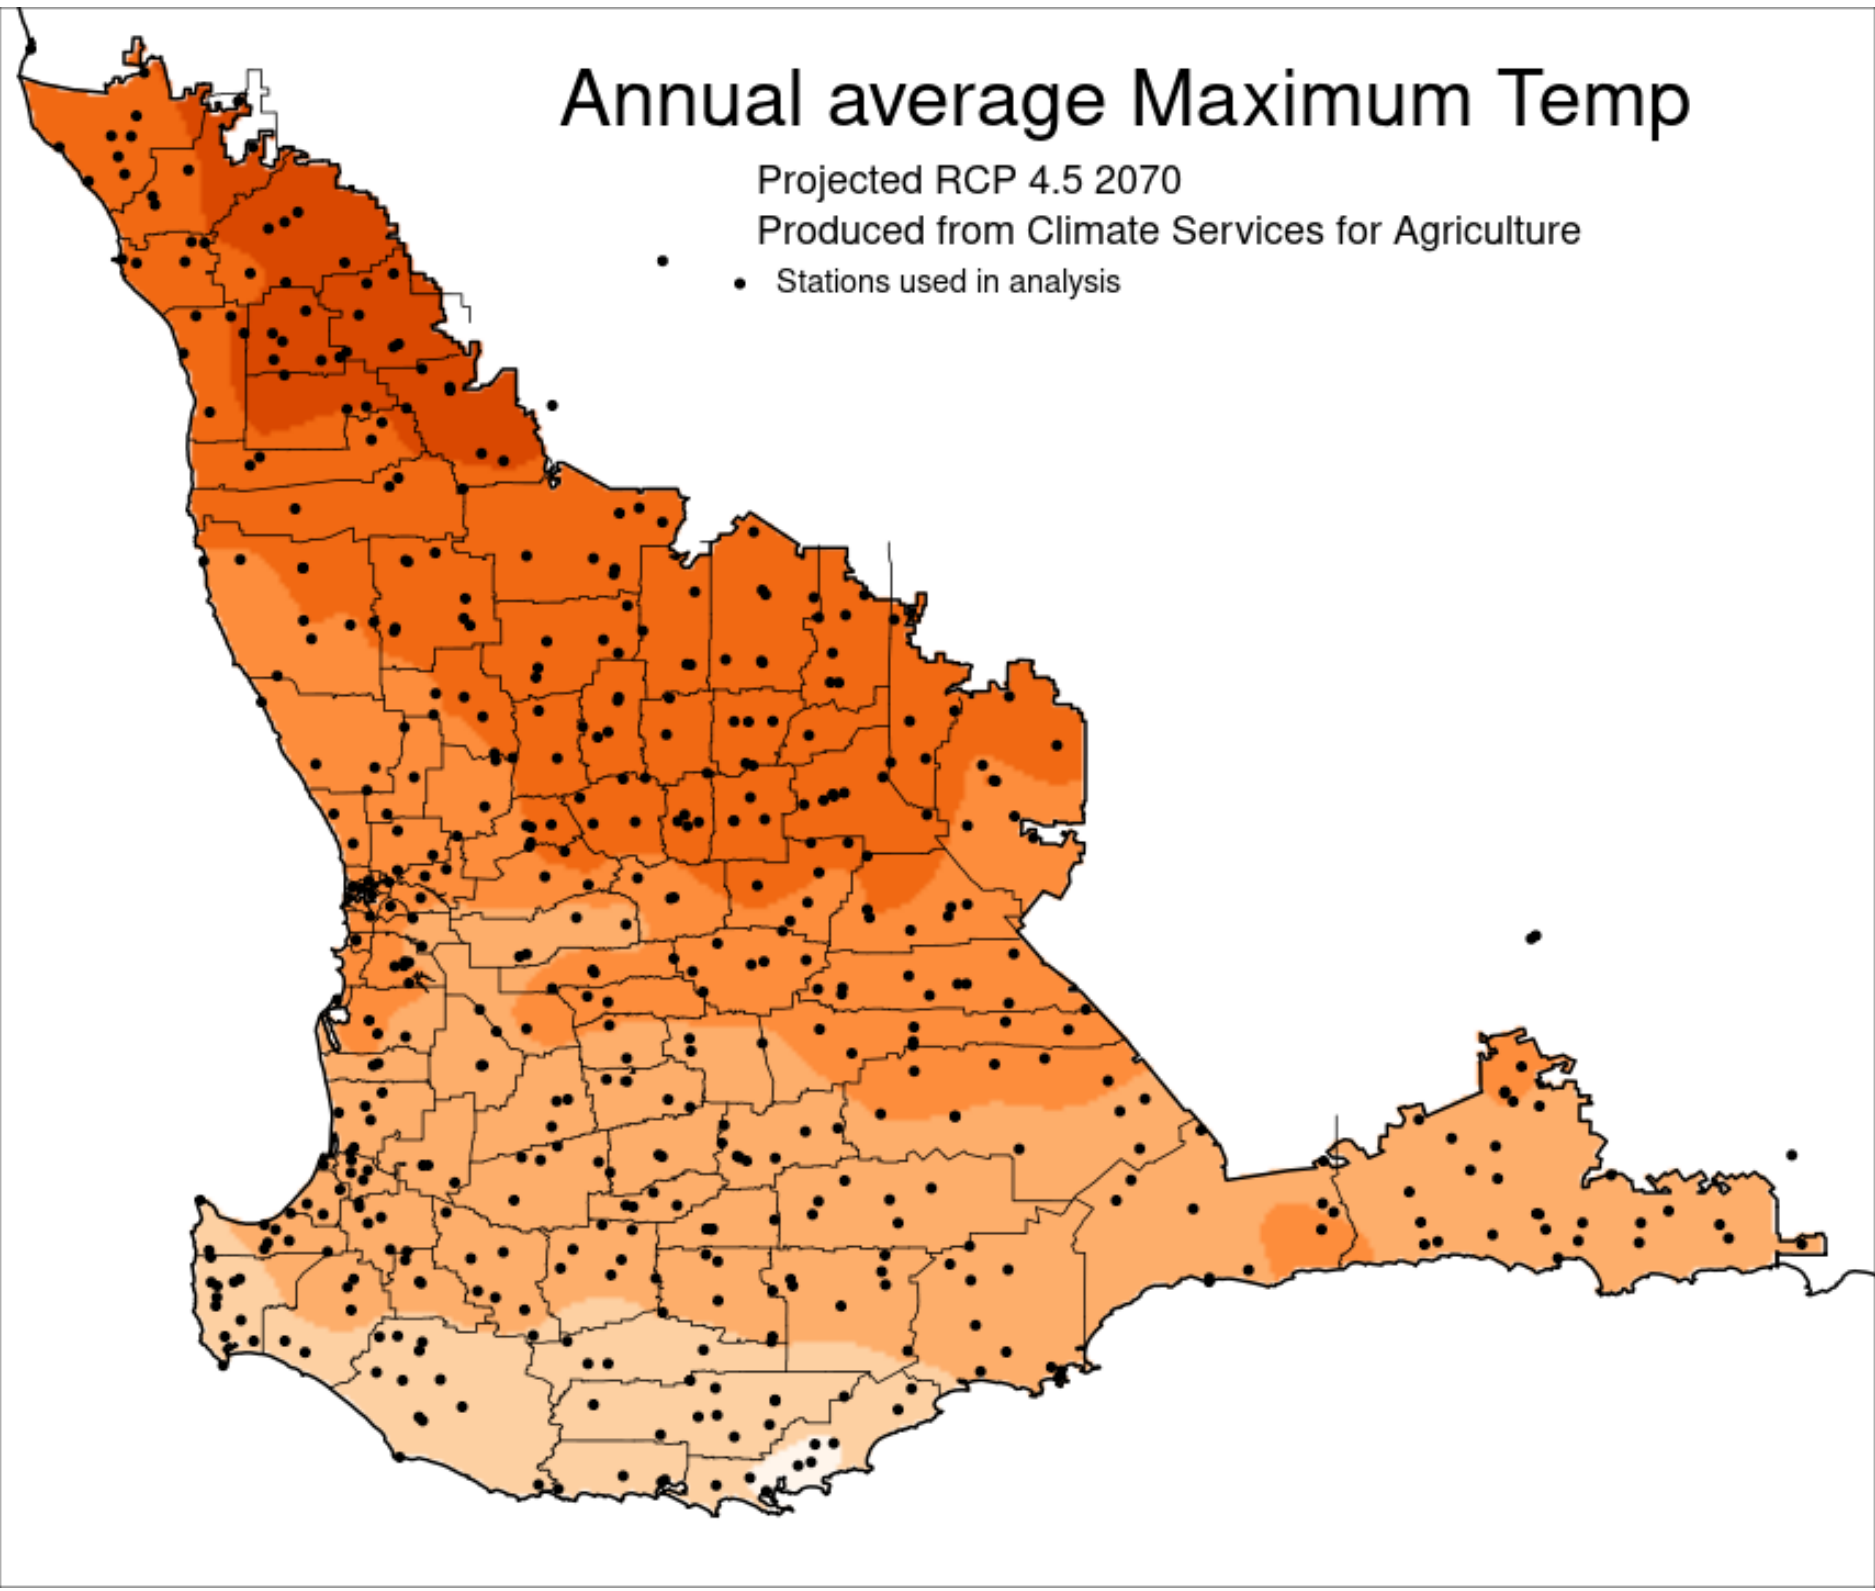 Annual average Maximum Temp
Projected RCP 4.5 2070
Produced from Climate Services for Agriculture
Stations used in analysis